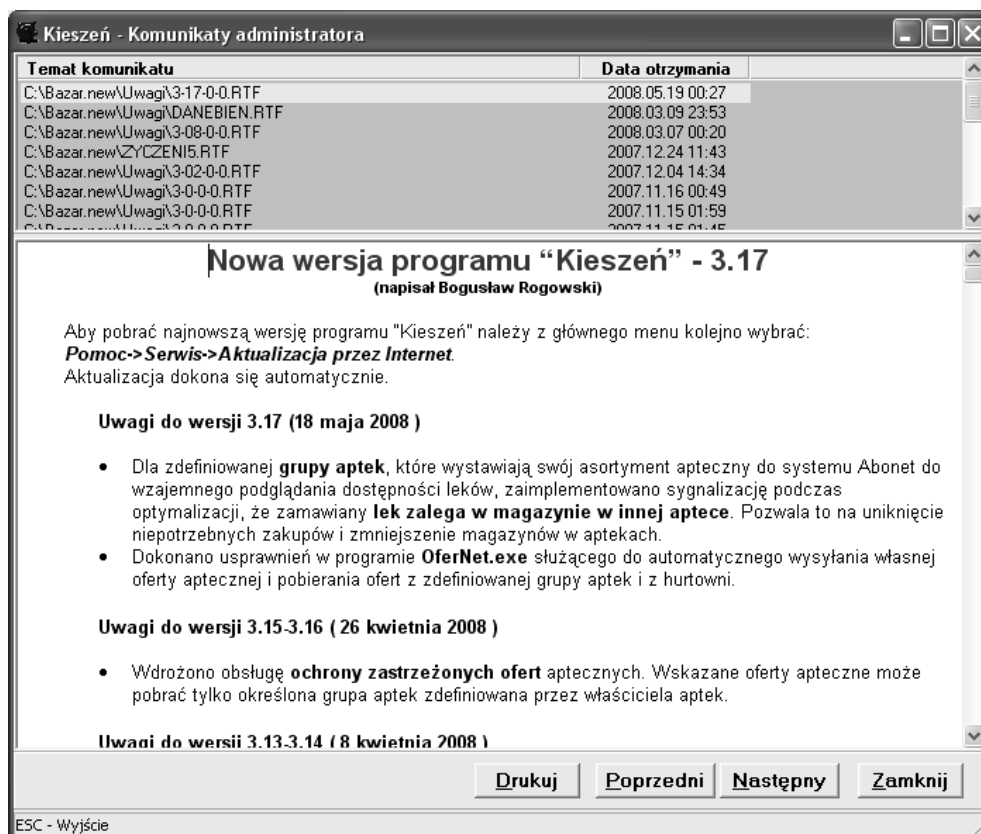 Kieszeń - Komunikaty administratora
Temat komunikatu Data otrzymania
C:\Bazar.new\Uwagi\3-17-0-0.RTF 2008.05.19 00:27
C:\Bazar.new\Uwagi\DANEBIEN.RTF 2008.03.09 23:53
C:\Bazar.new\Uwagi\3-08-0-0.RTF 2008.03.07 00:20
C:\Bazar.new\ZYCZENI5.RTF 2007.12.24 11:43
C:\Bazar.new\Uwagi\3-02-0-0.RTF 2007.12.04 14:34
C:\Bazar.new\Uwagi\3-0-0-0.RTF 2007.11.16 00:49
C:\Bazar.new\Uwagi\3-0-0-0.RTF 2007.11.15 01:59
Nowa wersja programu “Kieszeń” - 3.17
(napisał Bogusław Rogowski)
Aby pobrać najnowszą wersję programu "Kieszeń" należy z głównego menu kolejno wybrać:
Pomoc->Serwis->Aktualizacja przez Internet.
Aktualizacja dokona się automatycznie.
Uwagi do wersji 3.17 (18 maja 2008 )
• Dla zdefiniowanej grupy aptek, które wystawiają swój asortyment apteczny do systemu Abonet do
wzajemnego podglądania dostępności leków, zaimplementowano sygnalizację podczas
optymalizacji, że zamawiany lek zalega w magazynie w innej aptece. Pozwala to na uniknięcie
niepotrzebnych zakupów i zmniejszenie magazynów w aptekach.
• Dokonano usprawnień w programie OferNet.exe służącego do automatycznego wysyłania własnej
oferty aptecznej i pobierania ofert z zdefiniowanej grupy aptek i z hurtowni.
Uwagi do wersji 3.15-3.16 ( 26 kwietnia 2008 )
• Wdrożono obsługę ochrony zastrzeżonych ofert aptecznych. Wskazane oferty apteczne może
pobrać tylko określona grupa aptek zdefiniowana przez właściciela aptek.
Uwagi do wersji 3.13-3.14 ( 8 kwietnia 2008 )
Drukuj Poprzedni Następny Zamknij
ESC - Wyjście